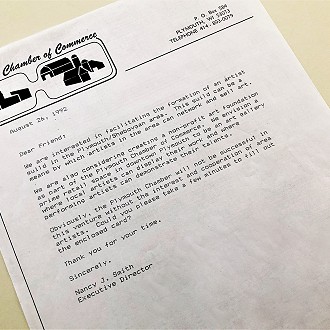 Chamber of Commerce
P. O. Box 584
PLYMOUTH, WI 53073
TELEPHONE 414. 893-0079
August 26, 1992
Dear Friend:
We are interested in facilitating the formation of an artist
guild in the Plymouth/Sheboygan area. This guild can be a
means by which artists in the area can network and sell art.
We are also considering creating a non-profit art foundation
as part of the Plymouth Chamber of Commerce. We envision a
prime retail space in downtown Plymouth to be an art gallery
where local artists can display their work and where
performing artists can demonstrate their talents.
Obviously, the Plymouth Chamber will not be successful in
this venture without the interest and cooperation of area
artists. Could you please take a few minutes to fill out
the enclosed card?
Thank you for your time.
Sincerely,
Nancy J. Smith
Executive Director